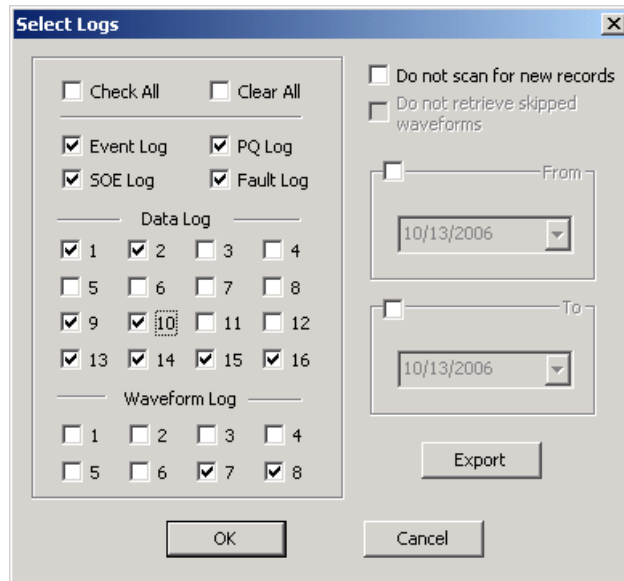 Select Logs
Check All Clear All
Event Log PQ Log
SOE Log Fault Log
Data Log
1 2 3 4
5 6 7 8
9 10 11 12
13 14 15 16
Waveform Log
1 2 3 4
5 6 7 8
Do not scan for new records
Do not retrieve skipped
waveforms
From
10/13/2006
To
10/13/2006
Export
OK Cancel